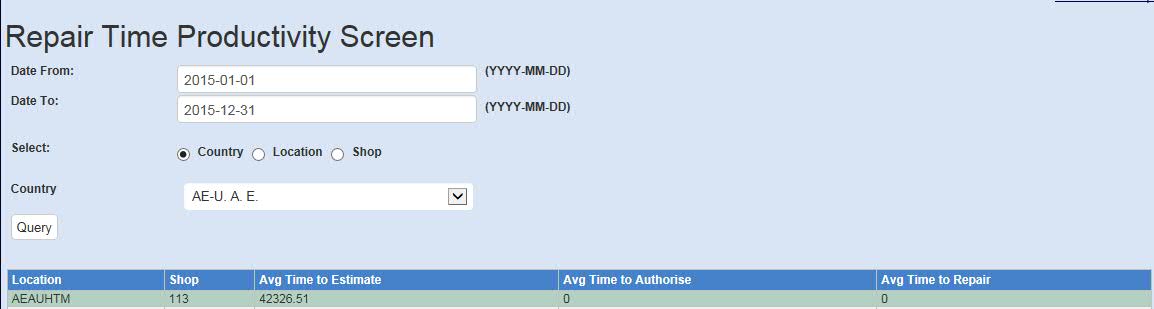 Repair Time Productivity Screen
Date From: 2015-01-01 (YYYY-MM-DD)
Date To: 2015-12-31 (YYYY-MM-DD)
Select: Country Location Shop
Country AE-U. A. E.
Query
Location Shop Avg Time to Estimate Avg Time to Authorise Avg Time to Repair
AEAUHTM 113 42326.51 0 0